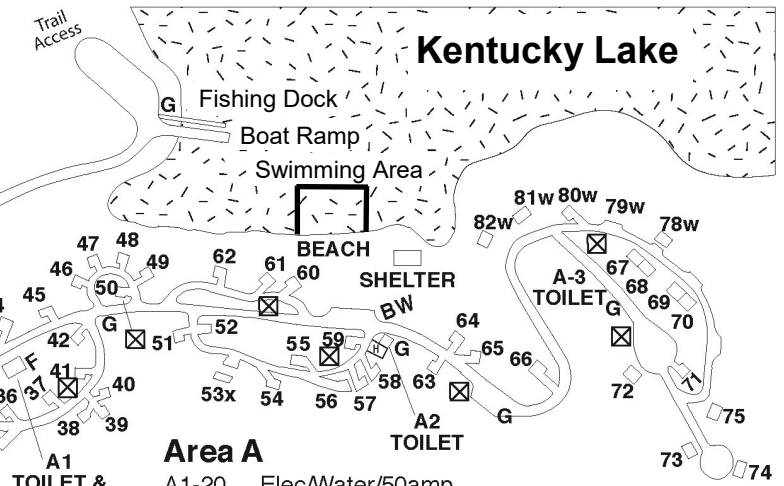 Trail
Access
Kentucky Lake
G
Fishing Dock
Boat Ramp
Swimming Area
BEACH
SHELTER
81w 80w
79w
82w
78w
47 48
46
49
50
45
62
61
60
BW
A-3
TOILET
67
68
69
70
G
G
42
51
52
55 59
H
G
64
65
66
F
41
37
40
36
53x
54
56
57
58
63
72
71
38
39
A2
TOILET
G
75
73
74
A1
TOILET &
Area A
A1-20 Elec/Water/50amp